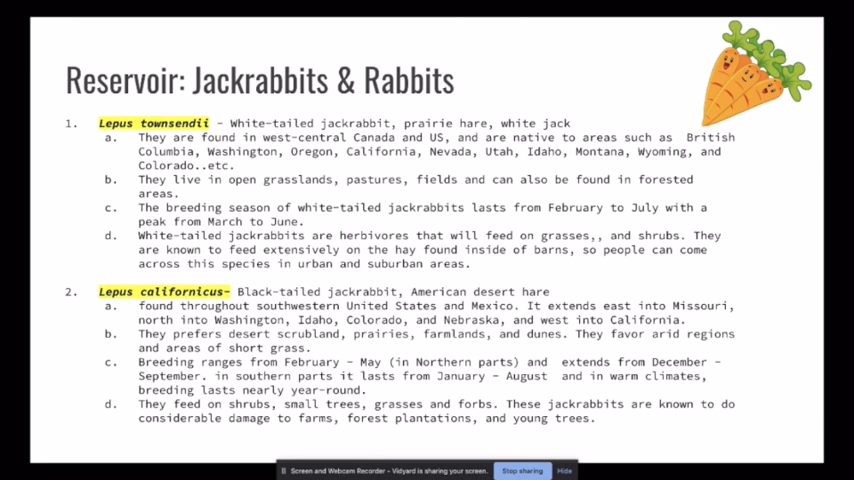 Reservoir: Jackrabbits & Rabbits
1. Lepus townsendii - White-tailed jackrabbit, prairie hare, white jack
a. They are found in west-central Canada and US, and are native to areas such as British
Columbia, Washington, Oregon, California, Nevada, Utah, Idaho, Montana, Wyoming, and
Colorado..etc.
b. They live in open grasslands, pastures, fields and can also be found in forested
areas.
c. The breeding season of white-tailed jackrabbits lasts from February to July with a
peak from March to June.
d. White-tailed jackrabbits are herbivores that will feed on grasses,, and shrubs. They
are known to feed extensively on the hay found inside of barns, so people can come
across this species in urban and suburban areas.
2. Lepus californicus- Black-tailed jackrabbit, American desert hare
a. found throughout southwestern United States and Mexico. It extends east into Missouri,
north into Washington, Idaho, Colorado, and Nebraska, and west into California.
b. They prefers desert scrubland, prairies, farmlands, and dunes. They favor arid regions
and areas of short grass.
c. Breeding ranges from February - May (in Northern parts) and extends from December -
September. in southern parts it lasts from January - August and in warm climates,
breeding lasts nearly year-round.
d. They feed on shrubs, small trees, grasses and forbs. These jackrabbits are known to do
considerable damage to farms, forest plantations, and young trees.
Screen and Webcam Recorder - Vidyard is sharing your screen. Stop sharing Hide